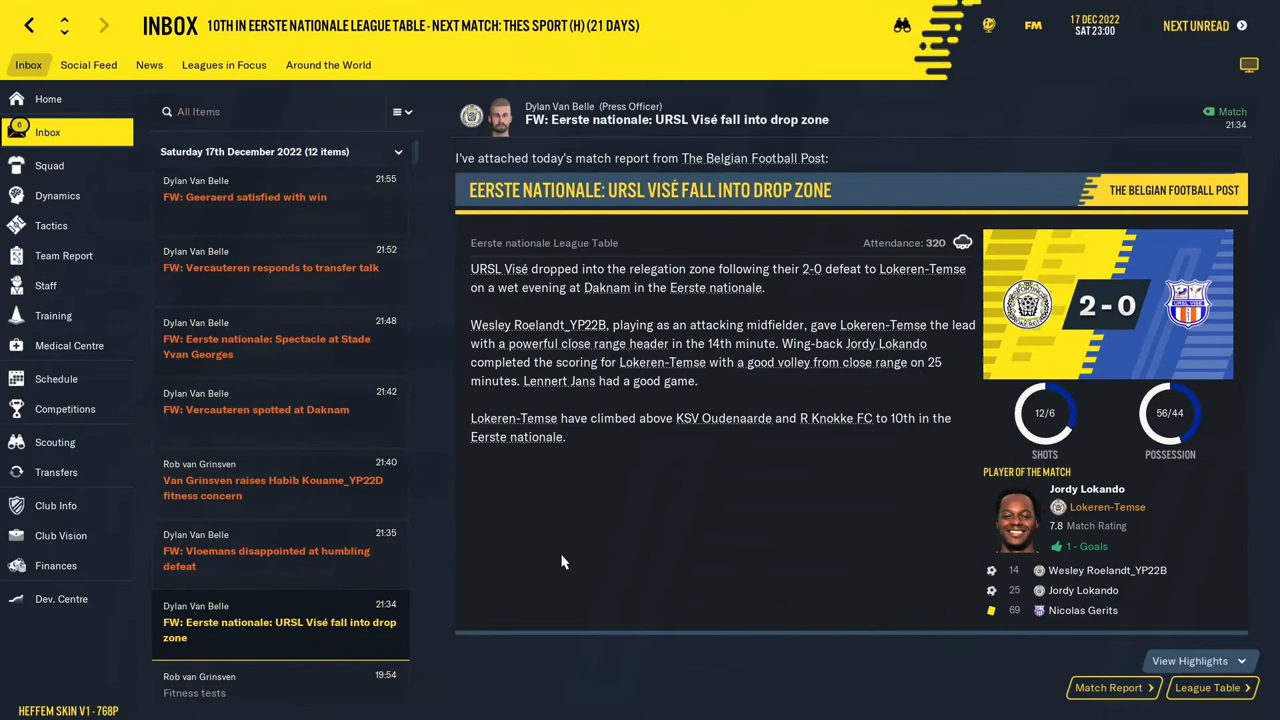 INBOX
10TH IN EERSTE NATIONALE LEAGUE TABLE - NEXT MATCH: THES SPORT (H) (21 DAYS)
FM
17 DEC 2022
SAT 23:00
NEXT UNREAD
Inbox
Social Feed
News
Leagues in Focus
Around the World
Home
6
Inbox
Squad
Dynamics
Tactics
Team Report
Staff
Training
Medical Centre
Schedule
Competitions
Scouting
Transfers
Club Info
Club Vision
Finances
Dev. Centre
HEFFEM SKIN V1 - 768P
All Items
Saturday 17th December 2022 (12 items)
Dylan Van Belle 21:55
FW: Geeraerd satisfied with win
Dylan Van Belle 21:52
FW: Vercauteren responds to transfer talk
Dylan Van Belle 21:48
FW: Eerste nationale: Spectacle at Stade
Yvan Georges
Dylan Van Belle 21:42
FW: Vercauteren spotted at Daknam
Rob van Grinsven 21:40
Van Grinsven raises Habib Kouame_YP22D
fitness concern
Dylan Van Belle 21:35
FW: Vloemans disappointed at humbling
defeat
Dylan Van Belle 21:34
FW: Eerste nationale: URSL Visé fall into drop
zone
Rob van Grinsven 19:54
Fitness tests
Dylan Van Belle (Press Officer)
FW: Eerste nationale: URSL Visé fall into drop zone
Match
21:34
I've attached today's match report from The Belgian Football Post:
EERSTE NATIONALE: URSL VISÉ FALL INTO DROP ZONE
THE BELGIAN FOOTBALL POST
Eerste nationale League Table
Attendance: 320
URSL Visé dropped into the relegation zone following their 2-0 defeat to Lokeren-Temse
on a wet evening at Daknam in the Eerste nationale.
Wesley Roelandt_YP22B, playing as an attacking midfielder, gave Lokeren-Temse the lead
with a powerful close range header in the 14th minute. Wing-back Jordy Lokando
completed the scoring for Lokeren-Temse with a good volley from close range on 25
minutes. Lennert Jans had a good game.
Lokeren-Temse have climbed above KSV Oudenaarde and R Knokke FC to 10th in the
Eerste nationale.
2-0
12/6
SHOTS
56/44
POSSESSION
PLAYER OF THE MATCH
Jordy Lokando
Lokeren-Temse
7.8 Match Rating
1 - Goals
14 Wesley Roelandt_YP22B
25 Jordy Lokando
69 Nicolas Gerits
View Highlights
Match Report
League Table